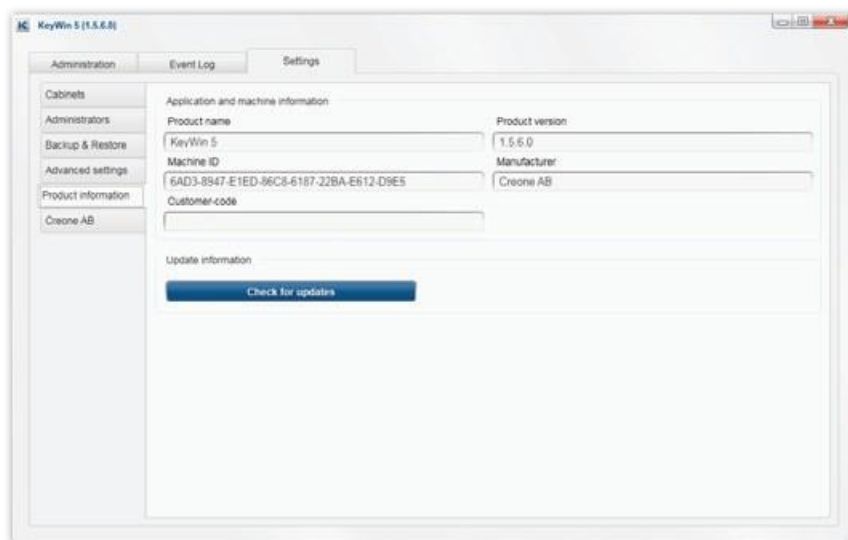 KeyWin 5 (1.5.6.0)
Administration
Event Log
Settings
Cabinets
Administrators
Backup & Restore
Advanced settings
Product information
Creone AB
Application and machine information
Product name
Product version
KeyWin 5
1.5.6.0
Machine ID
Manufacturer
6AD3-8947-E1ED-86C8-6187-22BA-E612-D9E5
Creone AB
Customer-code
Update information
Check for updates